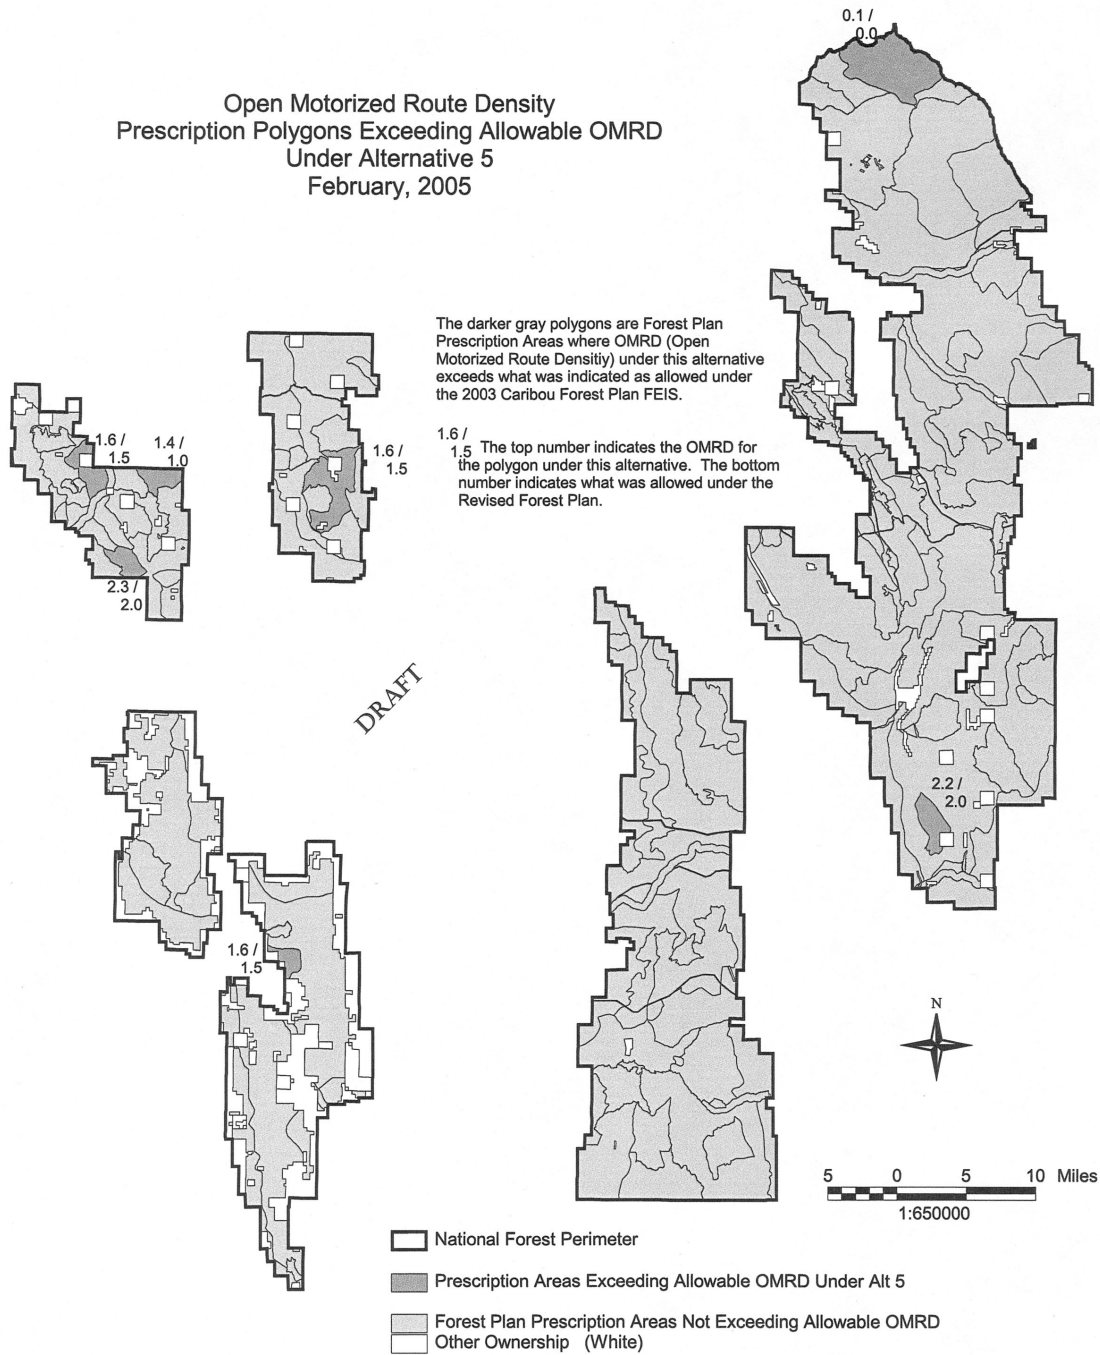 0.1 /
0.0
Open Motorized Route Density
Prescription Polygons Exceeding Allowable OMRD
Under Alternative 5
February, 2005
The darker gray polygons are Forest Plan
Prescription Areas where OMRD (Open
Motorized Route Densitiy) under this alternative
exceeds what was indicated as allowed under
the 2003 Caribou Forest Plan FEIS.
1.6 /
1.5 The top number indicates the OMRD for
the polygon under this alternative. The bottom
number indicates what was allowed under the
Revised Forest Plan.
1.6 /
1.5
1.4 /
1.0
1.6 /
1.5
2.3 /
2.0
DRAFT
2.2 /
2.0
1.6 /
1.5
N
5 0 5 10 Miles
1:650000
National Forest Perimeter
Prescription Areas Exceeding Allowable OMRD Under Alt 5
Forest Plan Prescription Areas Not Exceeding Allowable OMRD
Other Ownership (White)